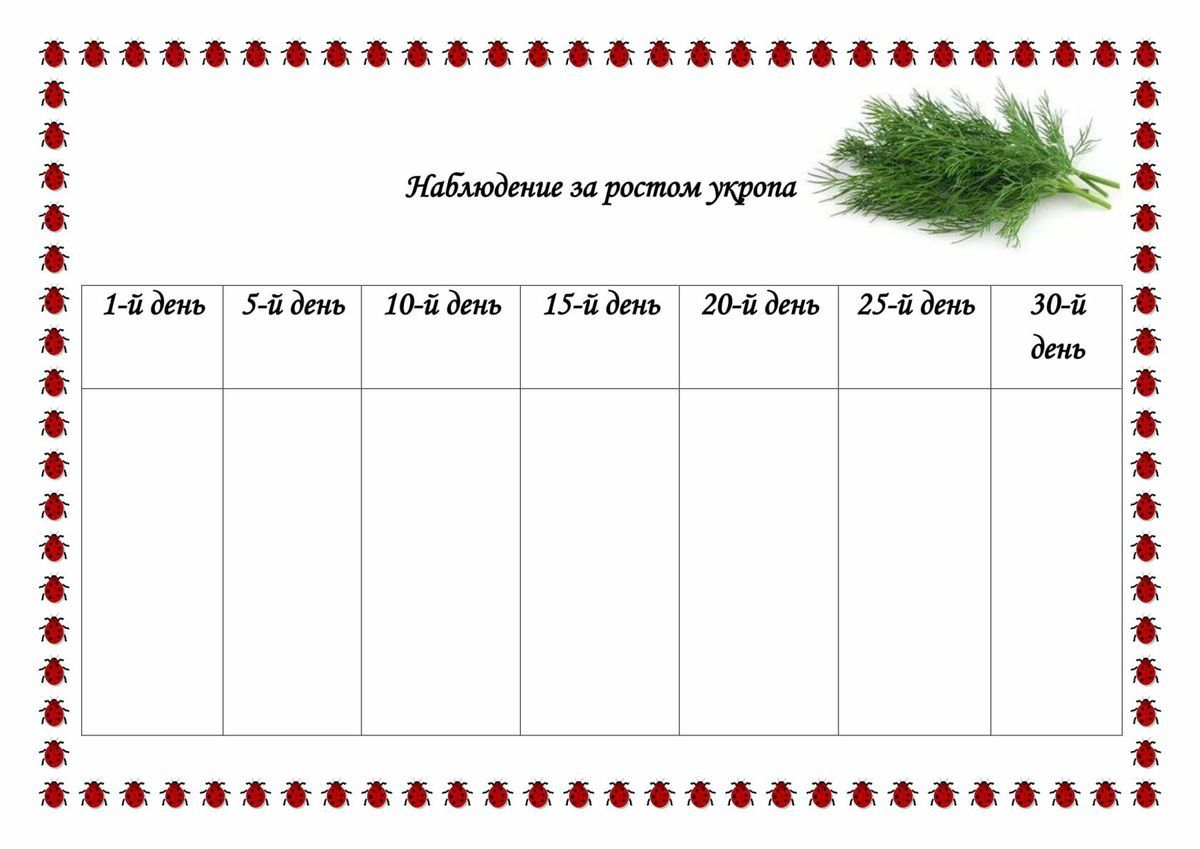 Наблюдение за ростом укропа
1-й день 5-й день 10-й день 15-й день 20-й день 25-й день 30-й
день